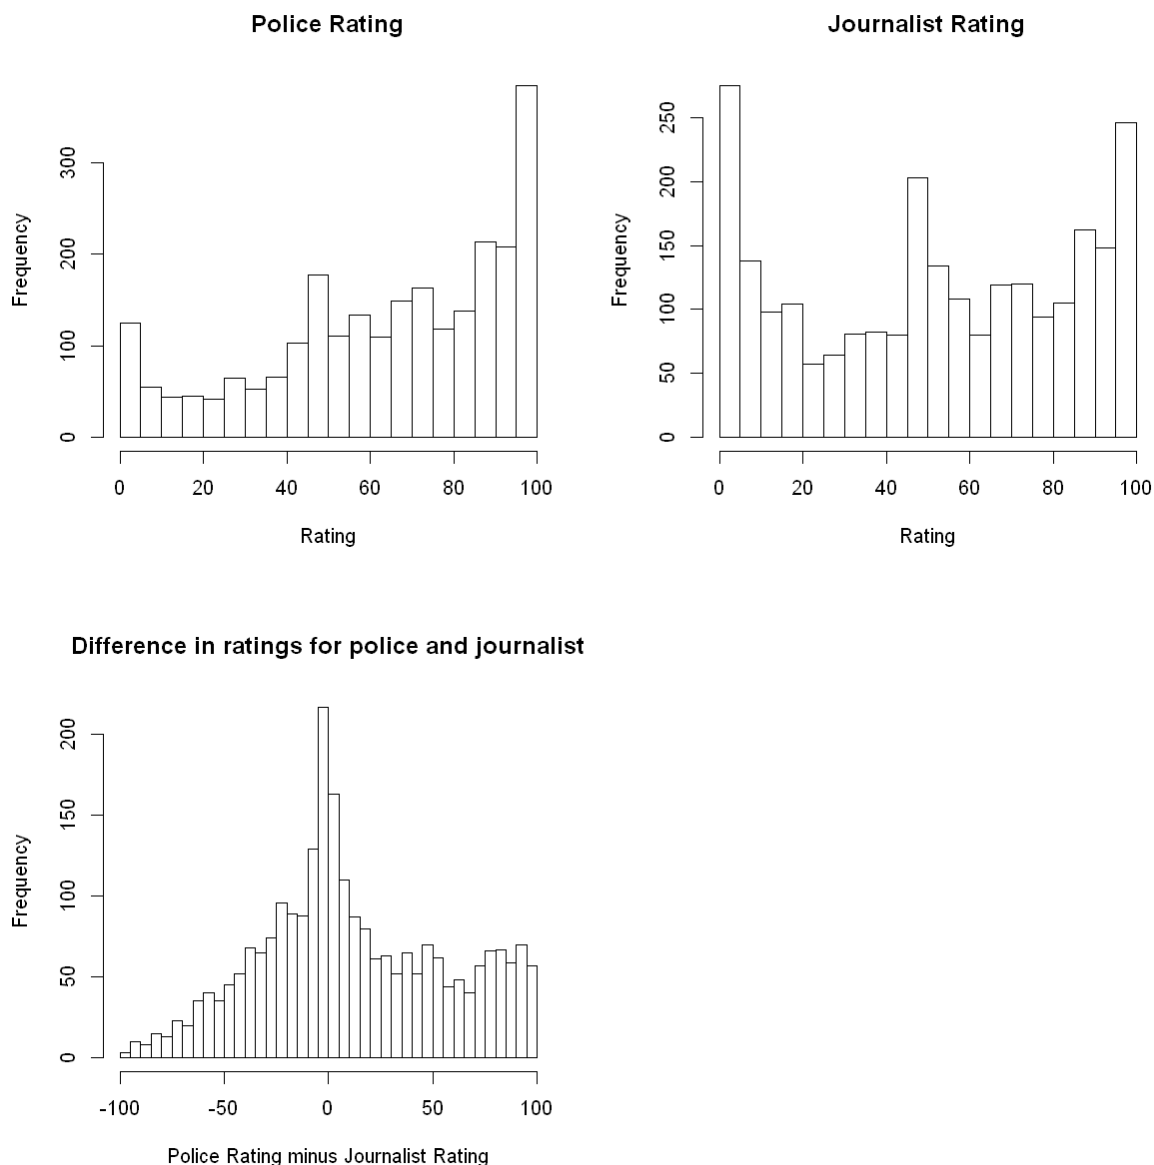 Police Rating
Frequency
0
100
200
300
0 20 40 60 80 100
Rating
Journalist Rating
Frequency
0
50
100
150
200
250
0 20 40 60 80 100
Rating
Difference in ratings for police and journalist
Frequency
0
50
100
150
200
-100 -50 0 50 100
Police Rating minus Journalist Rating